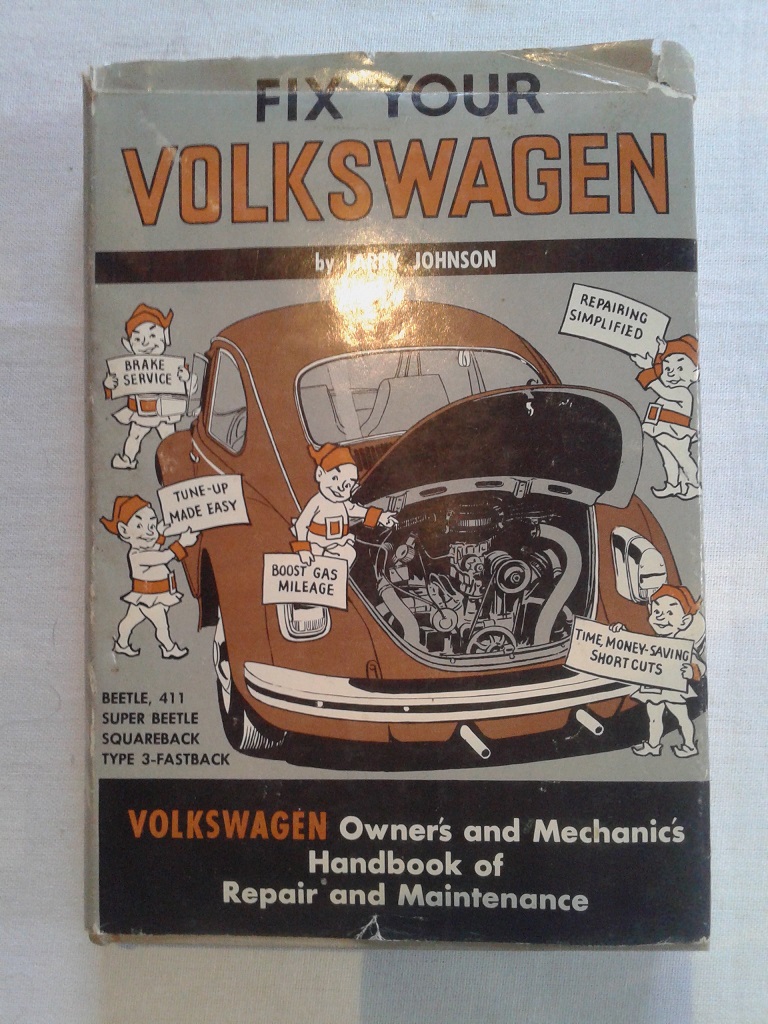 FIX YOUR
VOLKSWAGEN
by LARRY JOHNSON
REPAIRING
SIMPLIFIED
BRAKE
SERVICE
TUNE-UP
MADE EASY
BOOST GAS
MILEAGE
TIME, MONEY-SAVING
SHORT CUTS
BEETLE, 411
SUPER BEETLE
SQUAREBACK
TYPE 3-FASTBACK
VOLKSWAGEN Owner's and Mechanic's
Handbook of
Repair and Maintenance